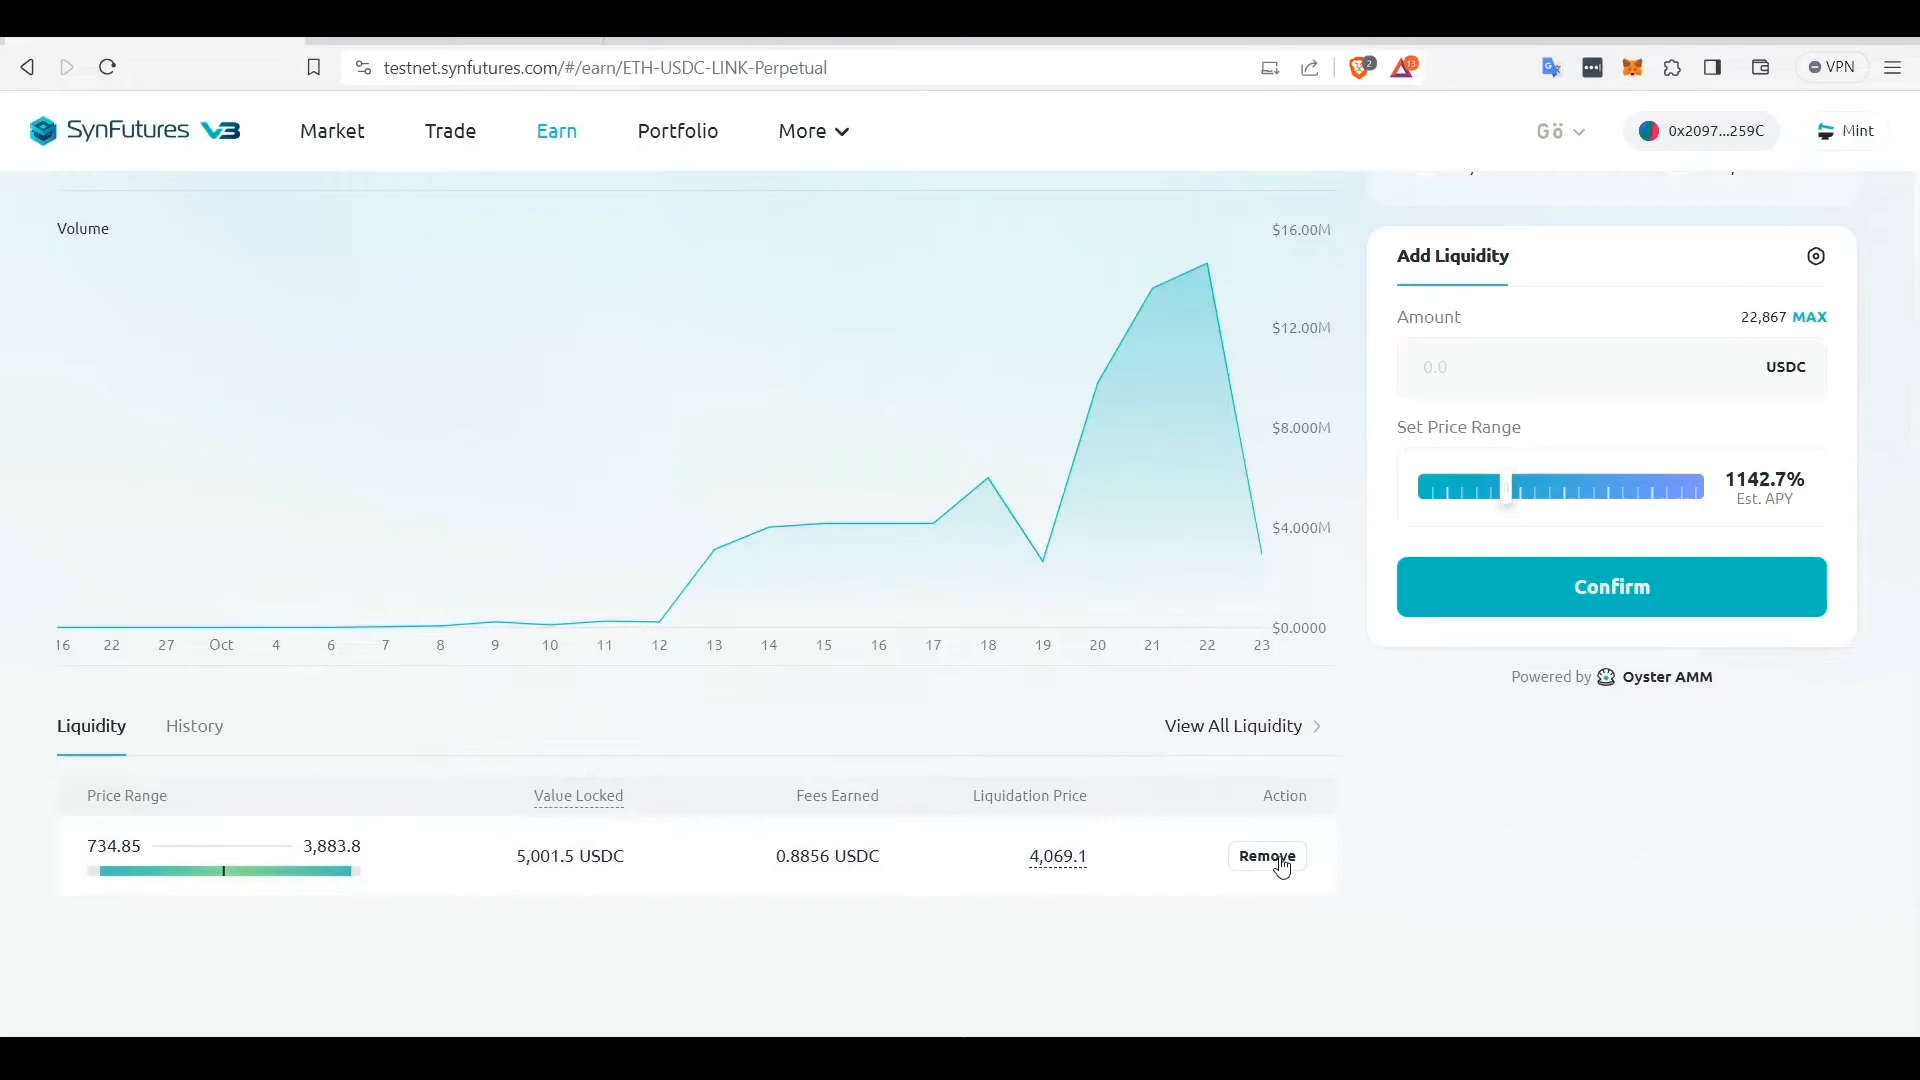 testnet.synfutures.com/#/earn/ETH-USDC-LINK-Perpetual
2
13
VPN
SynFutures V3
Market
Trade
Earn
Portfolio
More
Gö
0x2097...259C
Mint
Volume
$16.00M
$12.00M
$8.000M
$4.000M
$0.0000
16 22 27 Oct 4 6 7 8 9 10 11 12 13 14 15 16 17 18 19 20 21 22 23
Add Liquidity
Amount
22,867 MAX
0.0
USDC
Set Price Range
1142.7%
Est. APY
Confirm
Powered by Oyster AMM
Liquidity
History
View All Liquidity
Price Range
Value Locked
Fees Earned
Liquidation Price
Action
734.85
3,883.8
5,001.5 USDC
0.8856 USDC
4,069.1
Remove